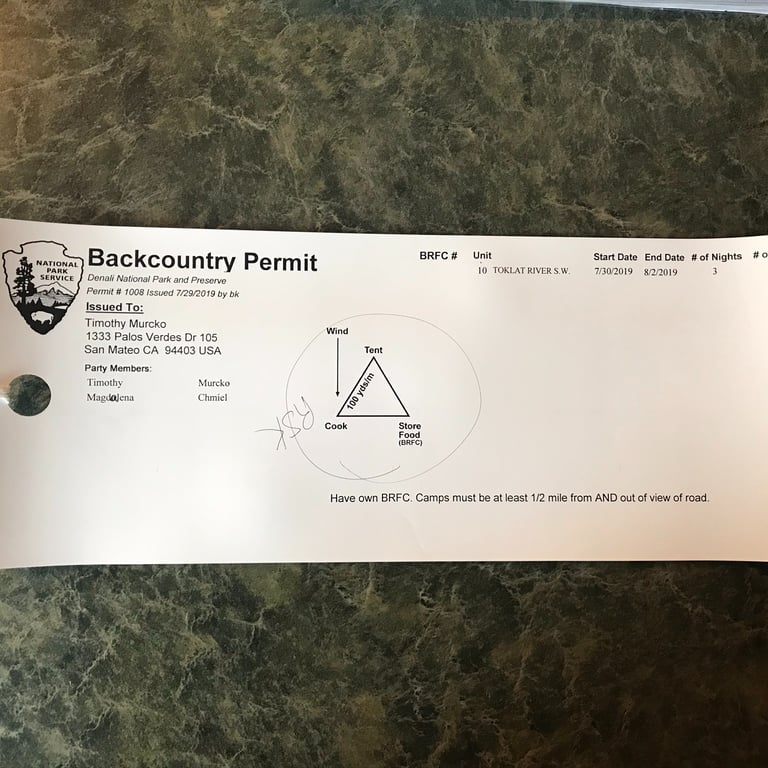 NATIONAL
PARK
SERVICE
Backcountry Permit
Denali National Park and Preserve
Permit # 1008 Issued 7/29/2019 by bk
BRFC # Unit Start Date End Date # of Nights # o
10 TOKLAT RIVER S.W. 7/30/2019 8/2/2019 3
Issued To:
Timothy Murcko
1333 Palos Verdes Dr 105
San Mateo CA 94403 USA
Party Members:
Timothy Murcko
Magdalena Chmiel
Wind
Tent
100 yds/m
Cook Store
Food
(BRFC)
Have own BRFC. Camps must be at least 1/2 mile from AND out of view of road.